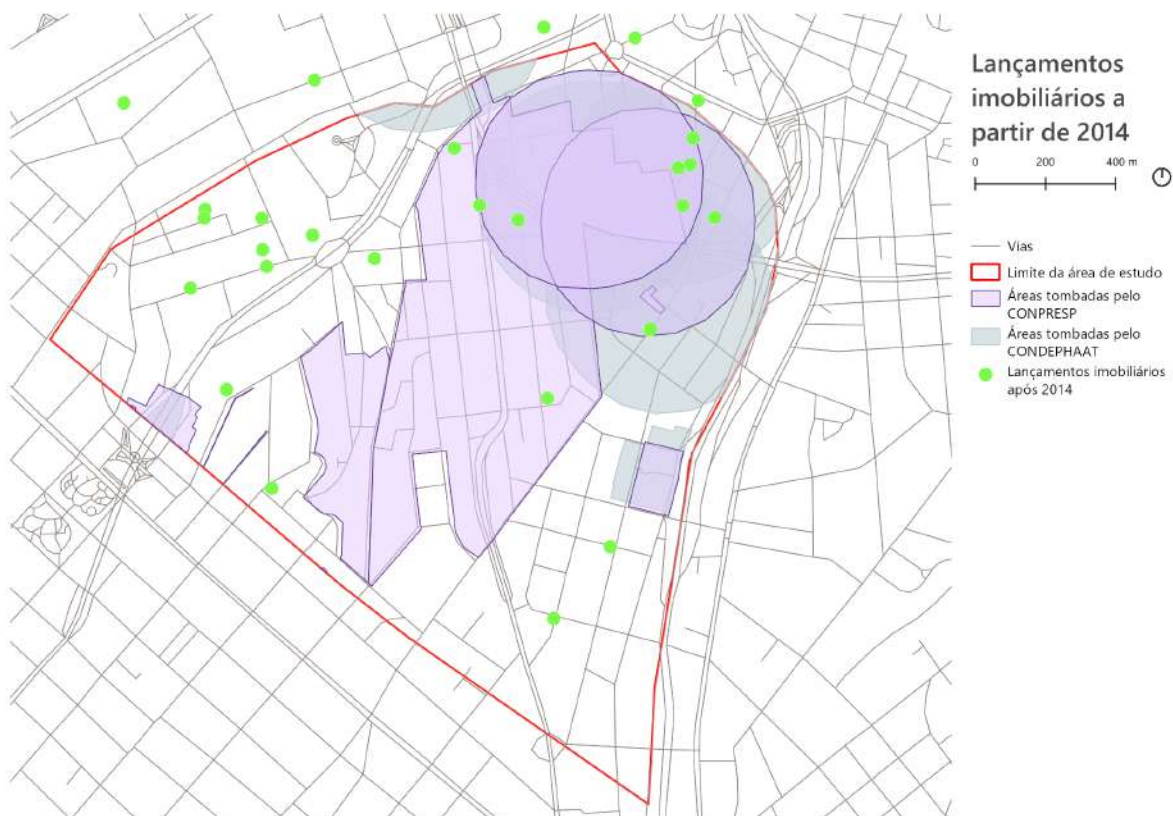 Lançamentos
imobiliários a
partir de 2014
0 200 400 m
Vias
Limite da área de estudo
Áreas tombadas pelo
CONPRESP
Áreas tombadas pelo
CONDEPHAAT
Lançamentos imobiliários
após 2014